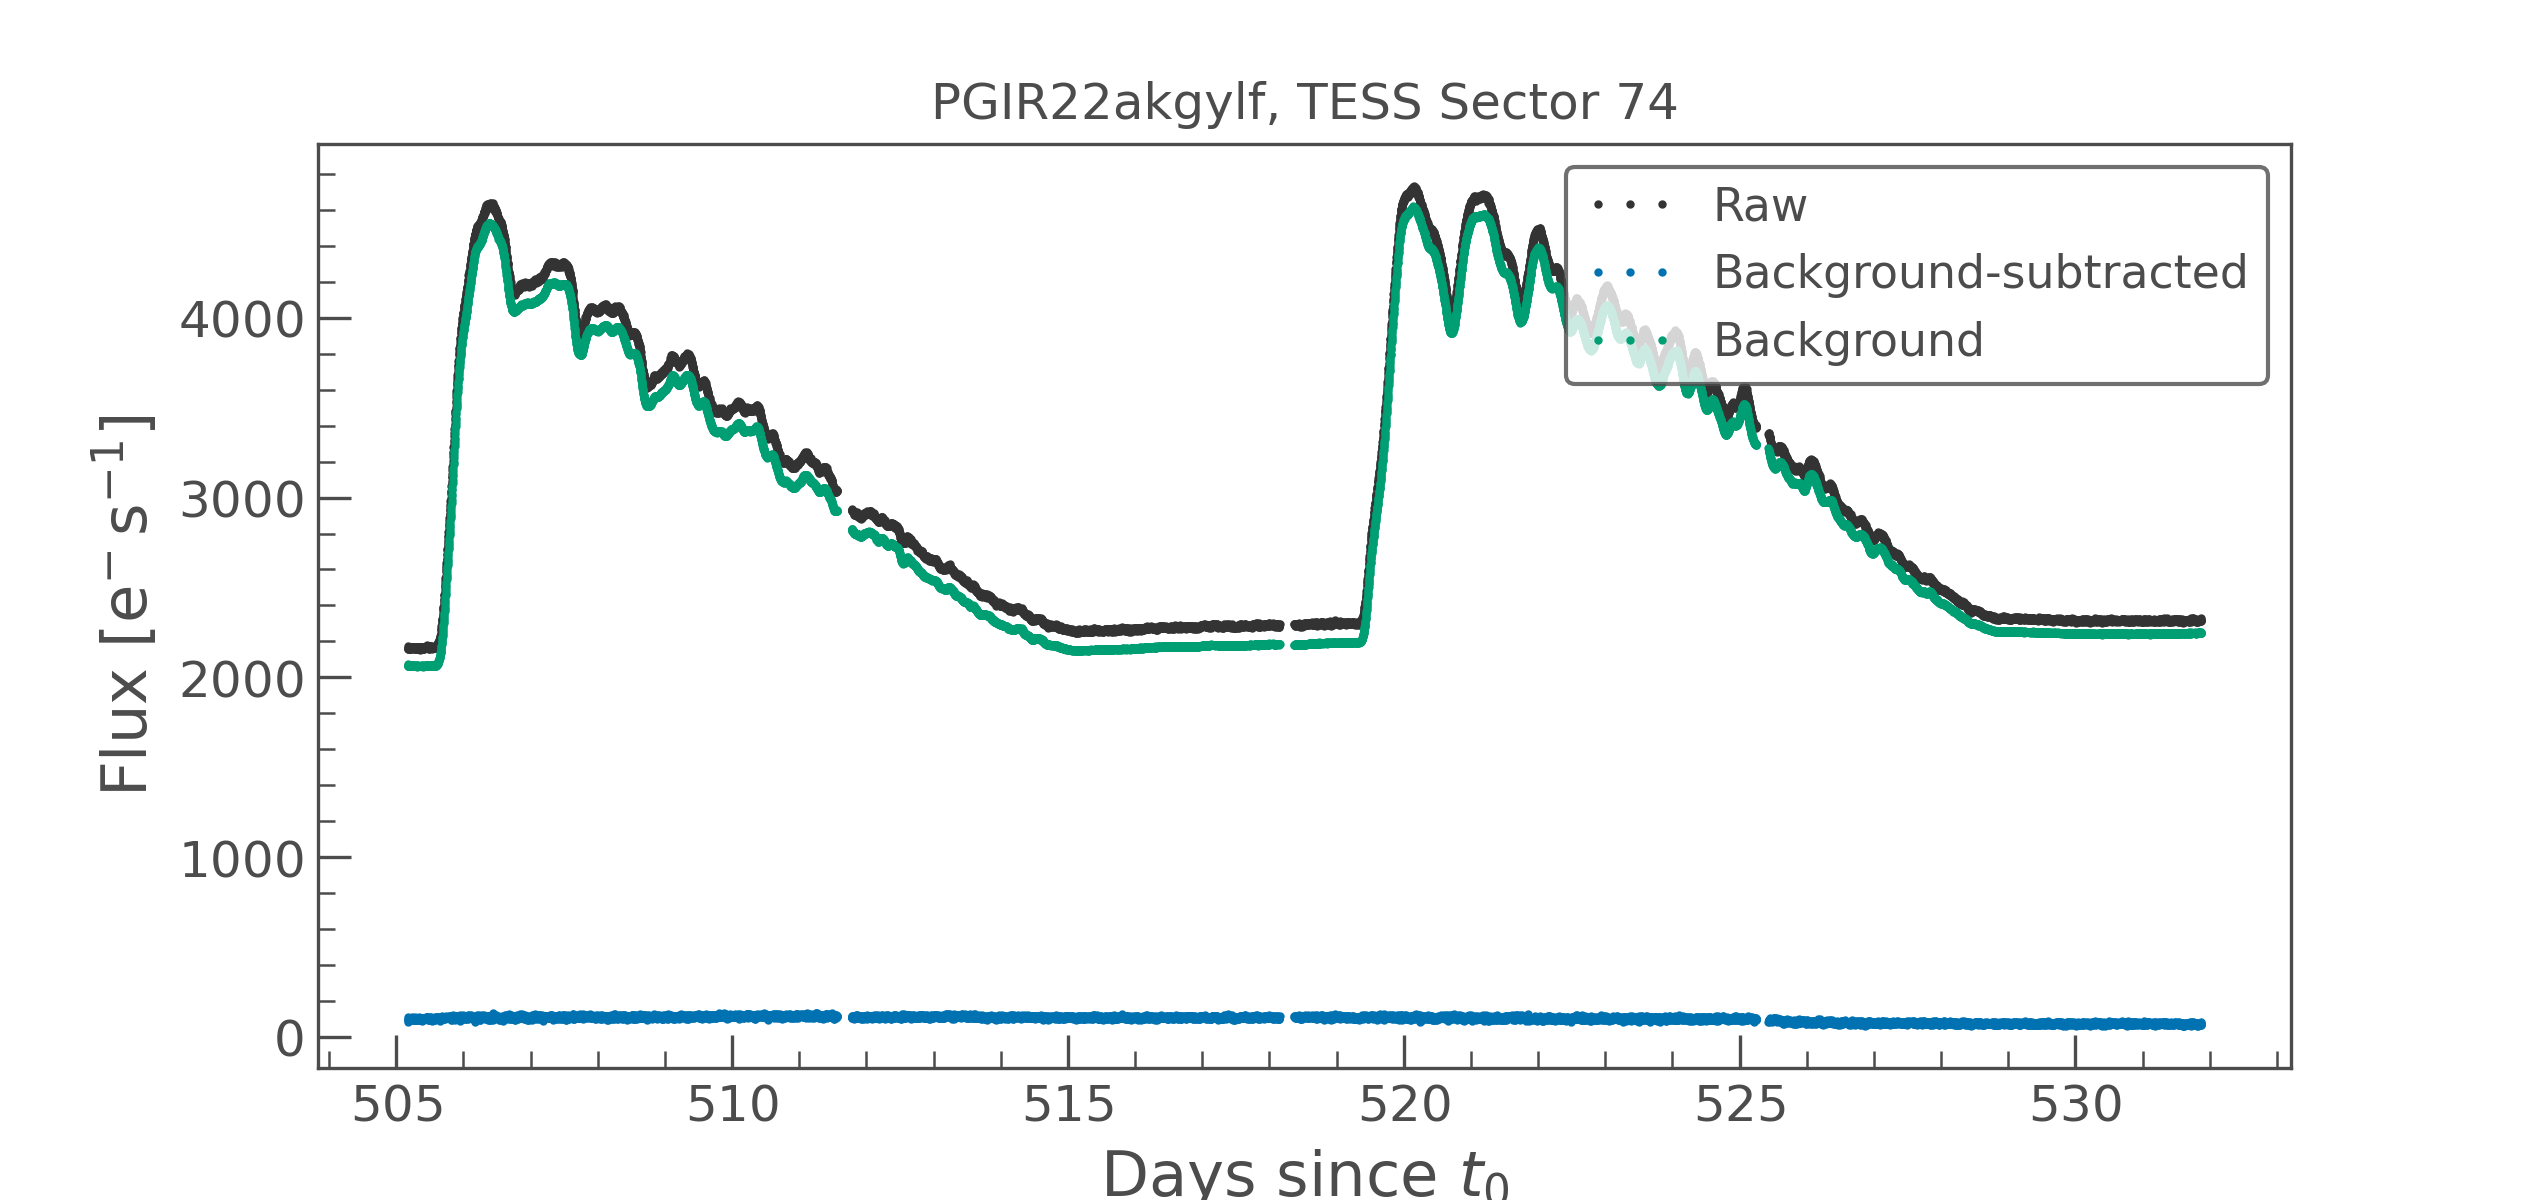 PGIR22akgylf, TESS Sector 74
Raw
Background-subtracted
Background
Flux [e⁻ s⁻¹]
4000
3000
2000
1000
0
505 510 515 520 525 530
Days since t₀